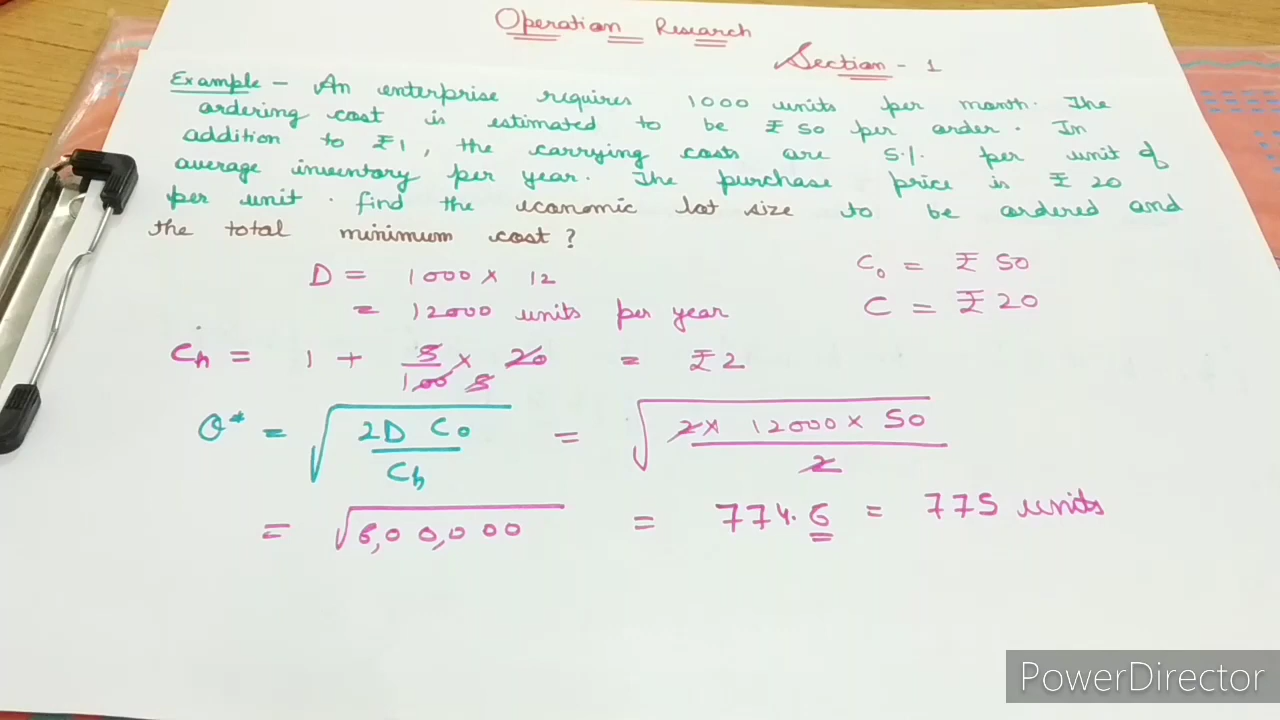 Operation Research
Section - 1
Example - An enterprise requires 1000 units per month. The
ordering cost is estimated to be ₹ 50 per order. In
addition to ₹1, the carrying costs are 5% per unit of
average inventory per year. The purchase price is ₹ 20
per unit. find the economic lot size to be ordered and
the total minimum cost?
D = 1000 × 12
= 12000 units per year
C₀ = ₹ 50
C = ₹ 20
Ch = 1 + 5/100 5 × 20 = ₹2
Q* = √2D Co/Ch = √2× 12000 × 50/2
= √6,00,000 = 774.6 = 775 units
PowerDirector